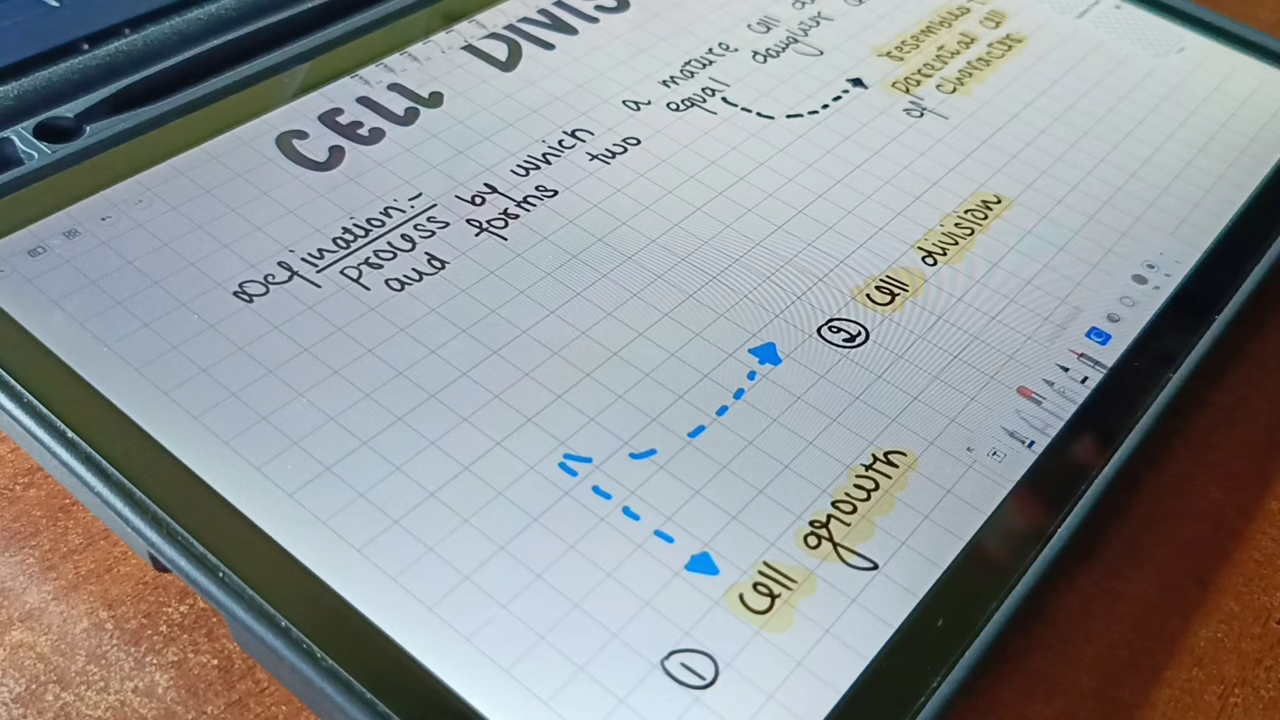 CELL DIVIS
Defination:-
process by which a mature cell
and forms two equal daughter
resembles
parental cell
of character
② cell division
① cell growth